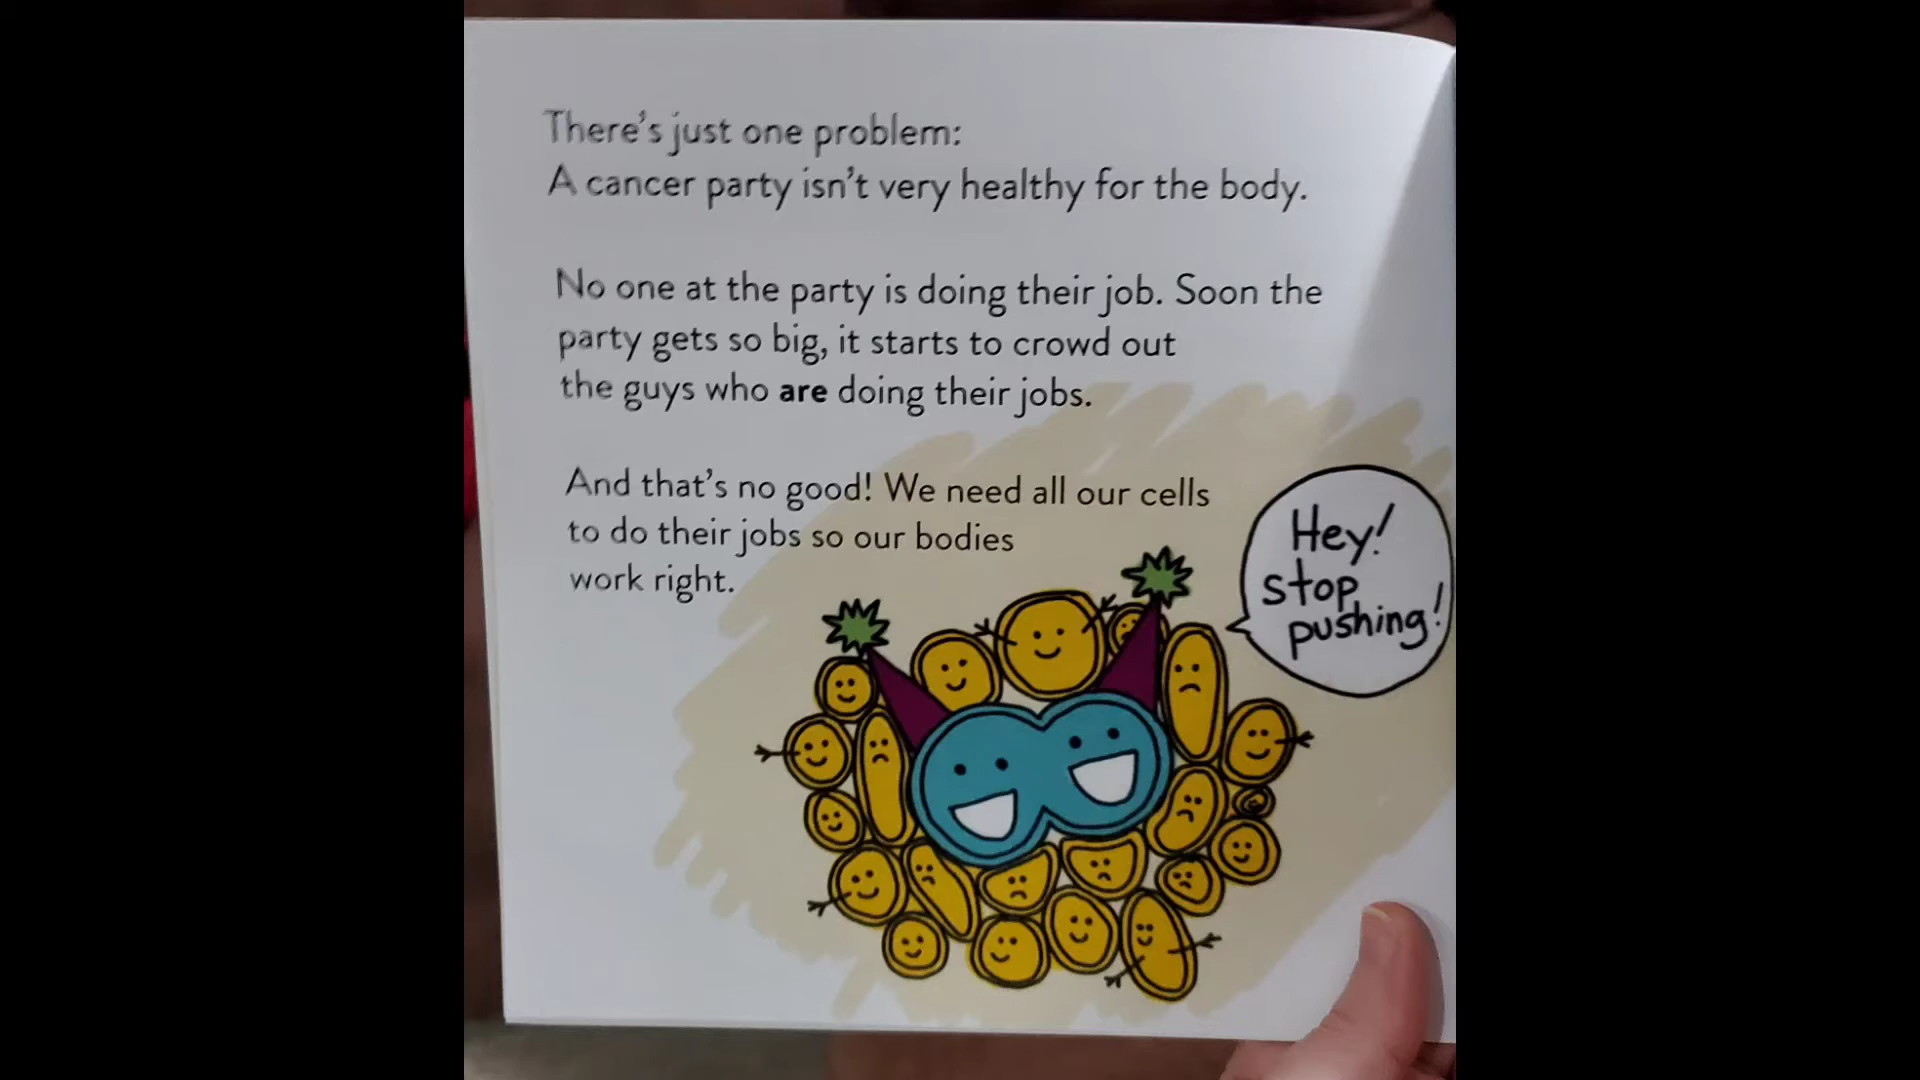 There's just one problem:
A cancer party isn't very healthy for the body.
No one at the party is doing their job. Soon the
party gets so big, it starts to crowd out
the guys who are doing their jobs.
And that's no good! We need all our cells
to do their jobs so our bodies
work right.
Hey!
stop
pushing!